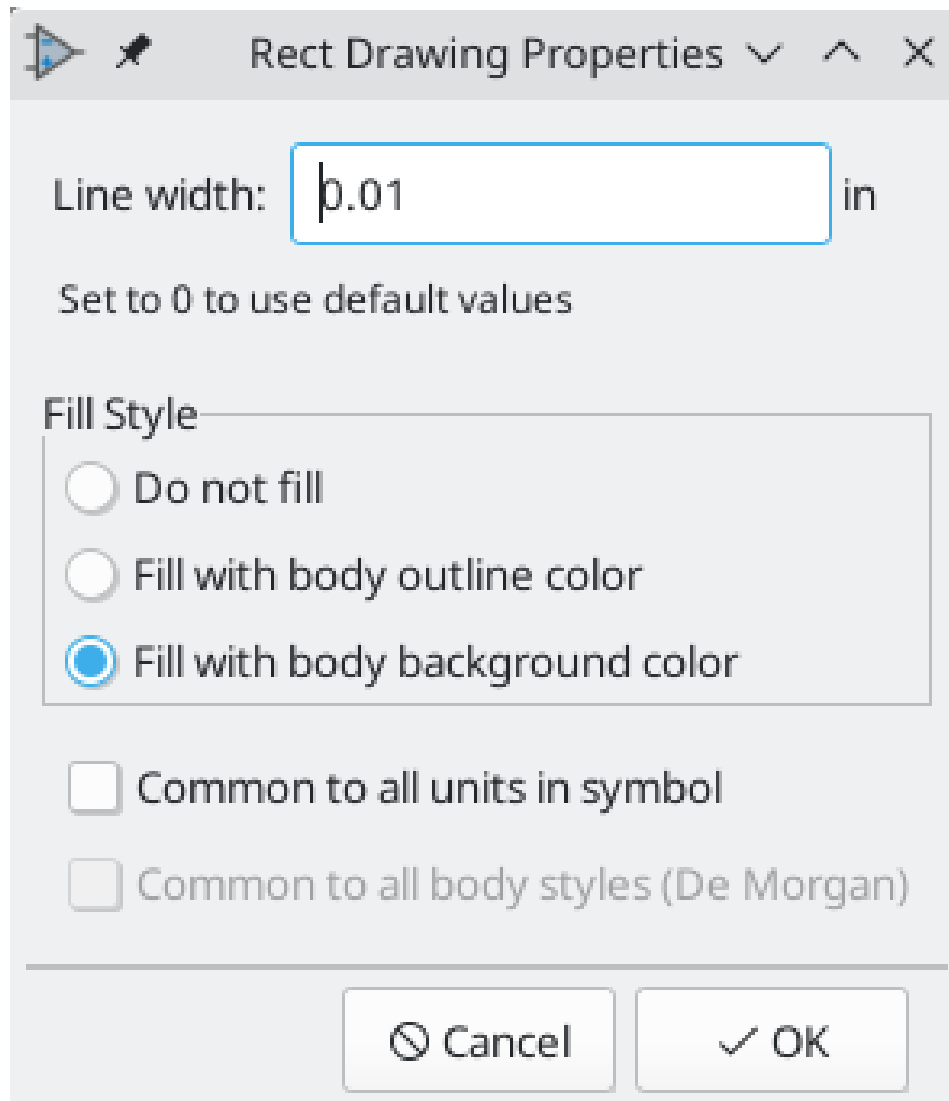 Rect Drawing Properties
Line width: 0.01 in
Set to 0 to use default values
Fill Style
Do not fill
Fill with body outline color
Fill with body background color
Common to all units in symbol
Common to all body styles (De Morgan)
Cancel OK